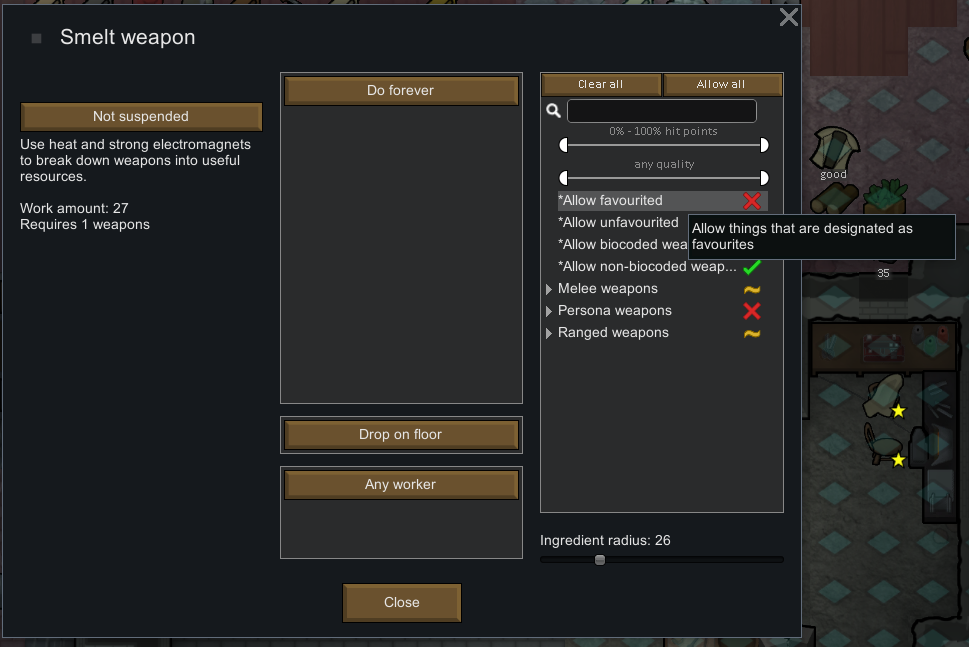 Smelt weapon
Not suspended
Use heat and strong electromagnets
to break down weapons into useful
resources.
Work amount: 27
Requires 1 weapons
Do forever
Drop on floor
Any worker
Close
Clear all
Allow all
0% - 100% hit points
any quality
*Allow favourited
*Allow unfavourited
*Allow biocoded wea
*Allow non-biocoded weap...
Melee weapons
Persona weapons
Ranged weapons
Allow things that are designated as
favourites
Ingredient radius: 26
good
35